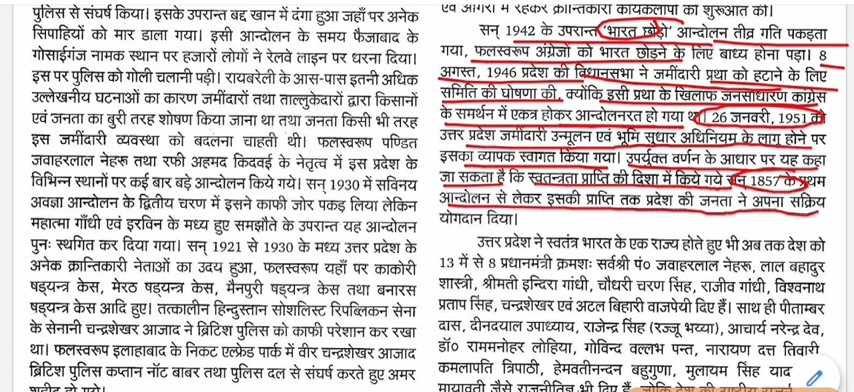 पुलिस से संघर्ष किया। इसके उपरान्त बद्द खान में दंगा हुआ जहाँ पर अनेक
सिपाहियों को मार डाला गया। इसी आन्दोलन के समय फैजाबाद के
गोसाईगंज नामक स्थान पर हजारों लोगों ने रेलवे लाइन पर धरना दिया।
इस पर पुलिस को गोली चलानी पड़ी। रायबरेली के आस-पास इतनी अधिक
उल्लेखनीय घटनाओं का कारण जमींदारों तथा ताल्लुकेदारों द्वारा किसानों
एवं जनता का बुरी तरह शोषण किया जाना था तथा जनता किसी भी तरह
इस जमींदारी व्यवस्था को बदलना चाहती थी। फलस्वरूप पण्डित
जवाहरलाल नेहरू तथा रफी अहमद किदवई के नेतृत्व में इस प्रदेश के
विभिन्न स्थानों पर कई बार बड़े आन्दोलन किये गये। सन् 1930 में सविनय
अवज्ञा आन्दोलन के द्वितीय चरण में इसने काफी जोर पकड़ लिया लेकिन
महात्मा गाँधी एवं इरविन के मध्य हुए समझौते के उपरान्त यह आन्दोलन
पुनः स्थगित कर दिया गया। सन् 1921 से 1930 के मध्य उत्तर प्रदेश के
अनेक क्रान्तिकारी नेताओं का उदय हुआ, फलस्वरूप यहाँ पर काकोरी
षड्यन्त्र केस, मेरठ षड्यन्त्र केस, मैनपुरी षड्यन्त्र केस तथा बनारस
षड्यन्त्र केस आदि हुए। तत्कालीन हिन्दुस्तान सोशलिस्ट रिपब्लिकन सेना
के सेनानी चन्द्रशेखर आजाद ने ब्रिटिश पुलिस को काफी परेशान कर रखा
था। फलस्वरूप इलाहाबाद के निकट एल्फ्रेड पार्क में वीर चन्द्रशेखर आजाद
ब्रिटिश पुलिस कप्तान नॉट बाबर तथा पुलिस दल से संघर्ष करते हुए अमर
शहीद हो गये।
एवं आगरा में रहकर क्रान्तिकारी कार्यकलापों की शुरूआत की।
सन् 1942 के उपरान्त 'भारत छोड़ो' आन्दोलन तीव्र गति पकड़ता
गया, फलस्वरूप अंग्रेजों को भारत छोड़ने के लिए बाध्य होना पड़ा। 8
अगस्त, 1946 प्रदेश की विधानसभा ने जमींदारी प्रथा को हटाने के लिए
समिति की घोषणा की, क्योंकि इसी प्रथा के खिलाफ जनसाधारण कांग्रेस
के समर्थन में एकत्र होकर आन्दोलनरत हो गया था। 26 जनवरी, 1951 को
उत्तर प्रदेश जमींदारी उन्मूलन एवं भूमि सुधार अधिनियम के लागू होने पर
इसका व्यापक स्वागत किया गया। उपर्युक्त वर्णन के आधार पर यह कहा
जा सकता है कि स्वतन्त्रता प्राप्ति की दिशा में किये गये सन् 1857 के प्रथम
आन्दोलन से लेकर इसकी प्राप्ति तक प्रदेश की जनता ने अपना सक्रिय
योगदान दिया।
उत्तर प्रदेश ने स्वतंत्र भारत के एक राज्य होते हुए भी अब तक देश को
13 में से 8 प्रधानमंत्री क्रमशः सर्वश्री पं० जवाहरलाल नेहरू, लाल बहादुर
शास्त्री, श्रीमती इन्दिरा गांधी, चौधरी चरण सिंह, राजीव गांधी, विश्वनाथ
प्रताप सिंह, चन्द्रशेखर एवं अटल बिहारी वाजपेयी दिए हैं। साथ ही पीताम्बर
दास, दीनदयाल उपाध्याय, राजेन्द्र सिंह (रज्जू भय्या), आचार्य नरेन्द्र देव,
डॉ० राममनोहर लोहिया, गोविन्द वल्लभ पन्त, नारायण दत्त तिवारी
कमलापति त्रिपाठी, हेमवतीनन्दन बहुगुणा, मुलायम सिंह याद
मायावती जैसे राजनीतिज्ञ भी दिए हैं